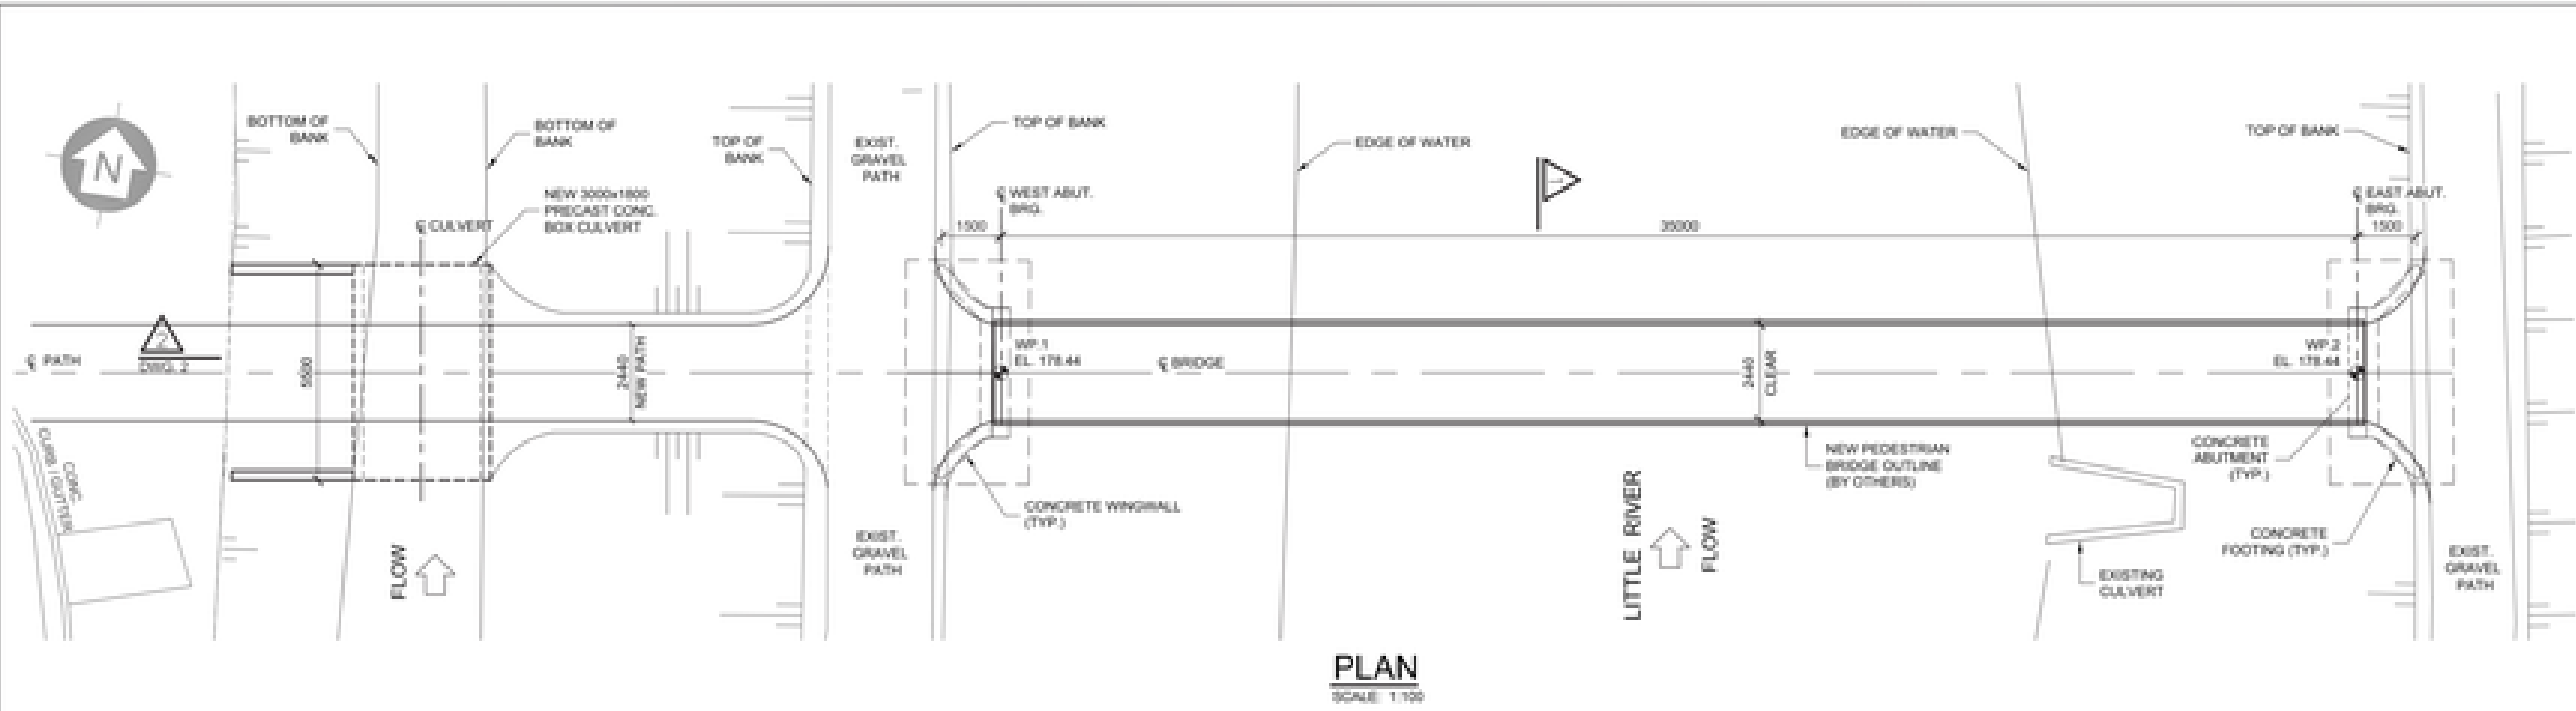 N
BOTTOM OF
BANK
BOTTOM OF
BANK
TOP OF
BANK
EXIST.
GRAVEL
PATH
TOP OF BANK
EDGE OF WATER
EDGE OF WATER
TOP OF BANK
NEW 3000x1800
PRECAST CONC.
BOX CULVERT
℄ CULVERT
℄ WEST ABUT.
BRG.
1500
35000
℄ EAST ABUT.
BRG.
1500
2
DWG. 2
℄ PATH
2440
NEW PATH
WP.1
EL. 178.44
℄ BRIDGE
2440
CLEAR
WP.2
EL. 178.44
CONC.
CURB / GUTTER
FLOW
CONCRETE WINGWALL
(TYP.)
EXIST.
GRAVEL
PATH
LITTLE RIVER
FLOW
NEW PEDESTRIAN
BRIDGE OUTLINE
(BY OTHERS)
CONCRETE
ABUTMENT
(TYP.)
CONCRETE
FOOTING (TYP.)
EXISTING
CULVERT
EXIST.
GRAVEL
PATH
PLAN
SCALE: 1:100